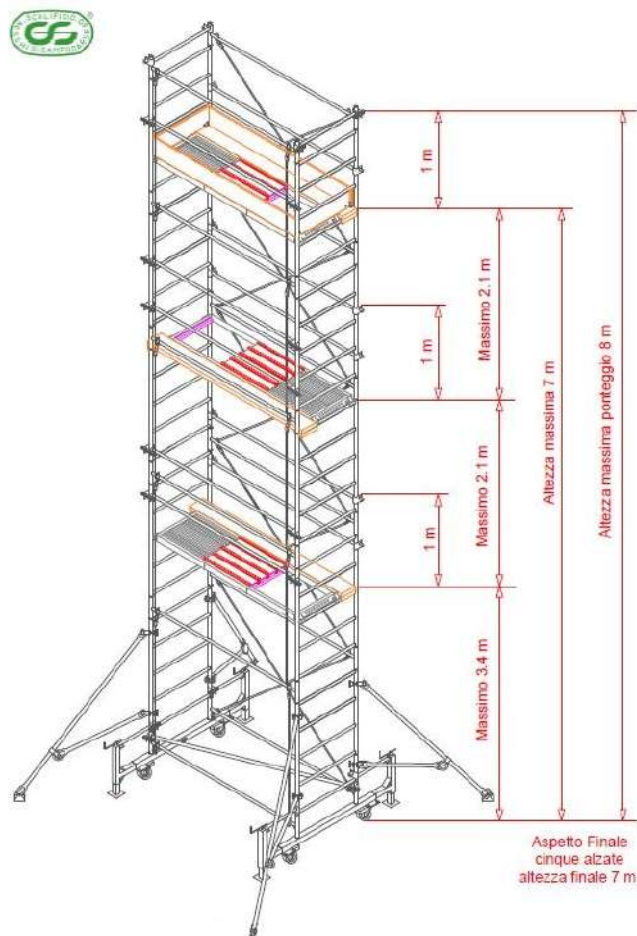 1 m
Massimo 2.1 m
1 m
Massimo 2.1 m
1 m
Massimo 3.4 m
Altezza massima 7 m
Altezza massima ponteggio 8 m
Aspetto Finale
cinque alzate
altezza finale 7 m